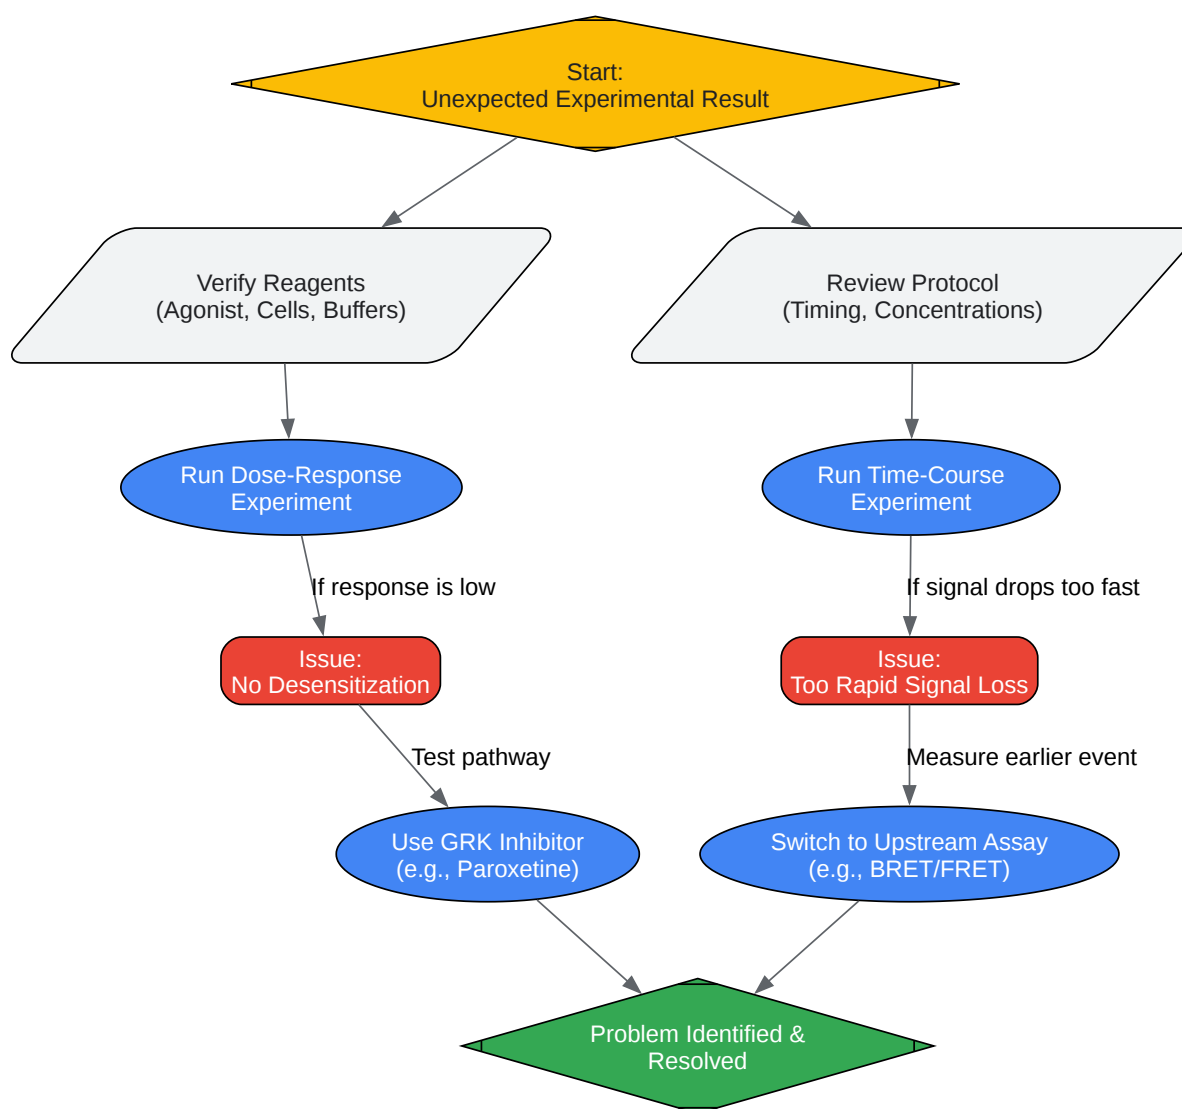 Start:
Unexpected Experimental Result
Verify Reagents
(Agonist, Cells, Buffers)
Review Protocol
(Timing, Concentrations)
Run Dose-Response
Experiment
Run Time-Course
Experiment
If response is low
If signal drops too fast
Issue:
No Desensitization
Issue:
Too Rapid Signal Loss
Test pathway
Measure earlier event
Use GRK Inhibitor
(e.g., Paroxetine)
Switch to Upstream Assay
(e.g., BRET/FRET)
Problem Identified &
Resolved